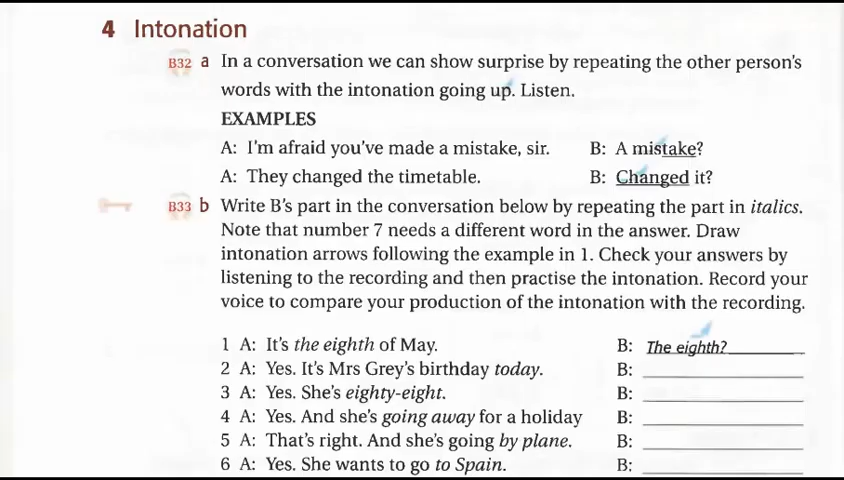 4 Intonation
B32 a In a conversation we can show surprise by repeating the other person's
words with the intonation going up. Listen.
EXAMPLES
A: I'm afraid you've made a mistake, sir. B: A mistake?
A: They changed the timetable. B: Changed it?
B33 b Write B's part in the conversation below by repeating the part in italics.
Note that number 7 needs a different word in the answer. Draw
intonation arrows following the example in 1. Check your answers by
listening to the recording and then practise the intonation. Record your
voice to compare your production of the intonation with the recording.
1 A: It's the eighth of May. B: The eighth?
2 A: Yes. It's Mrs Grey's birthday today. B:
3 A: Yes. She's eighty-eight. B:
4 A: Yes. And she's going away for a holiday B:
5 A: That's right. And she's going by plane. B:
6 A: Yes. She wants to go to Spain. B: